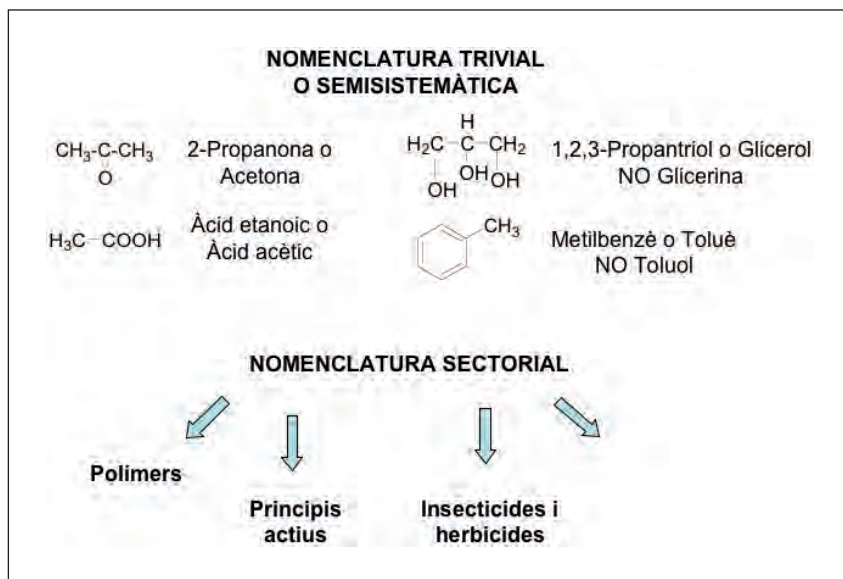 NOMENCLATURA TRIVIAL
O SEMISISTEMÀTICA
CH₃-C-CH₃
O
2-Propanona o
Acetona
H
H₂C-C-CH₂
OH OH OH
1,2,3-Propantriol o Glicerol
NO Glicerina
H₃C-COOH
Àcid etanoic o
Àcid acètic
CH₃
Metilbenzè o Toluè
NO Toluol
NOMENCLATURA SECTORIAL
Polímers
Principis
actius
Insecticides i
herbicides